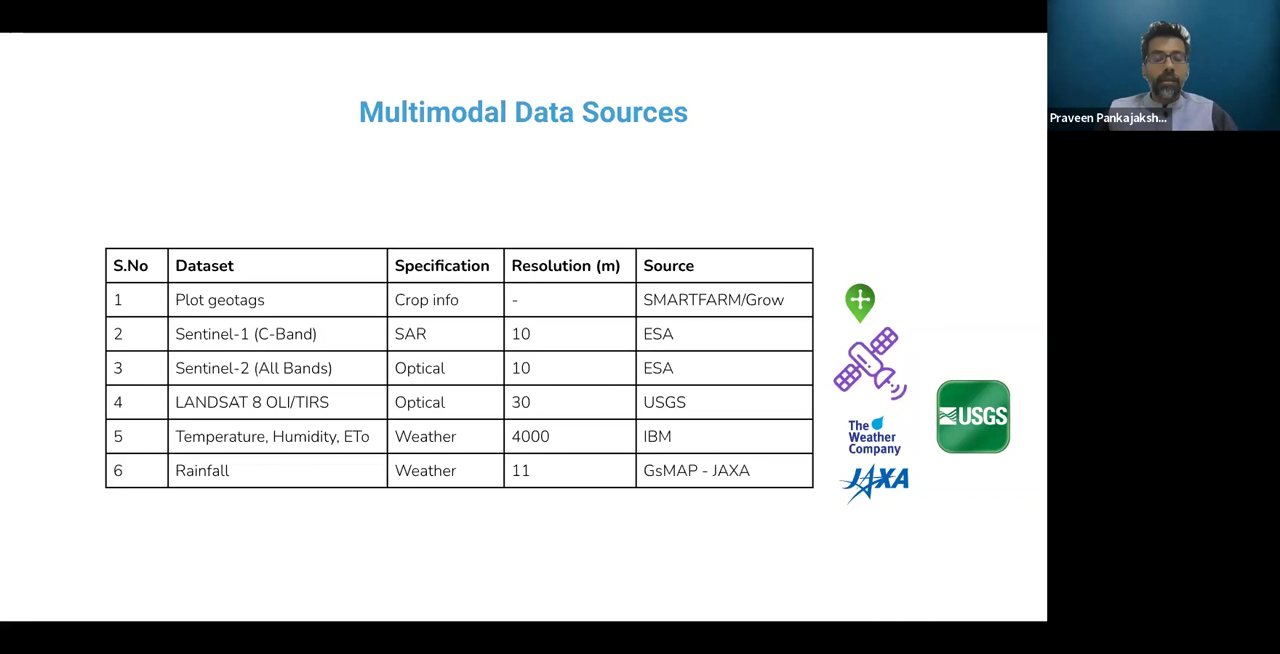 Multimodal Data Sources
Praveen Pankajaksh...
S.No Dataset Specification Resolution (m) Source
1 Plot geotags Crop info - SMARTFARM/Grow
2 Sentinel-1 (C-Band) SAR 10 ESA
3 Sentinel-2 (All Bands) Optical 10 ESA
4 LANDSAT 8 OLI/TIRS Optical 30 USGS
5 Temperature, Humidity, ETo Weather 4000 IBM
6 Rainfall Weather 11 GsMAP - JAXA
USGS
The
Weather
Company
JAXA